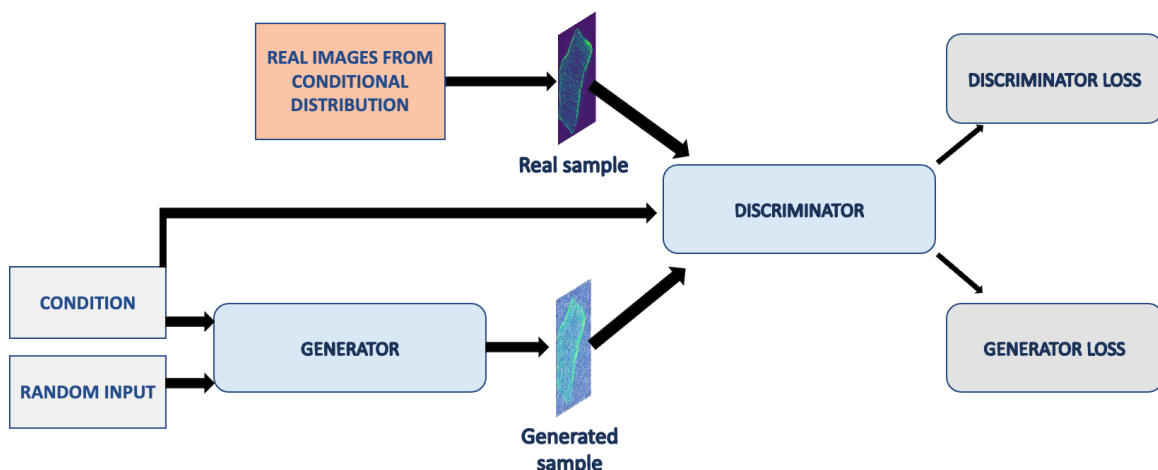 REAL IMAGES FROM
CONDITIONAL
DISTRIBUTION
Real sample
DISCRIMINATOR LOSS
DISCRIMINATOR
CONDITION
GENERATOR
RANDOM INPUT
Generated
sample
GENERATOR LOSS